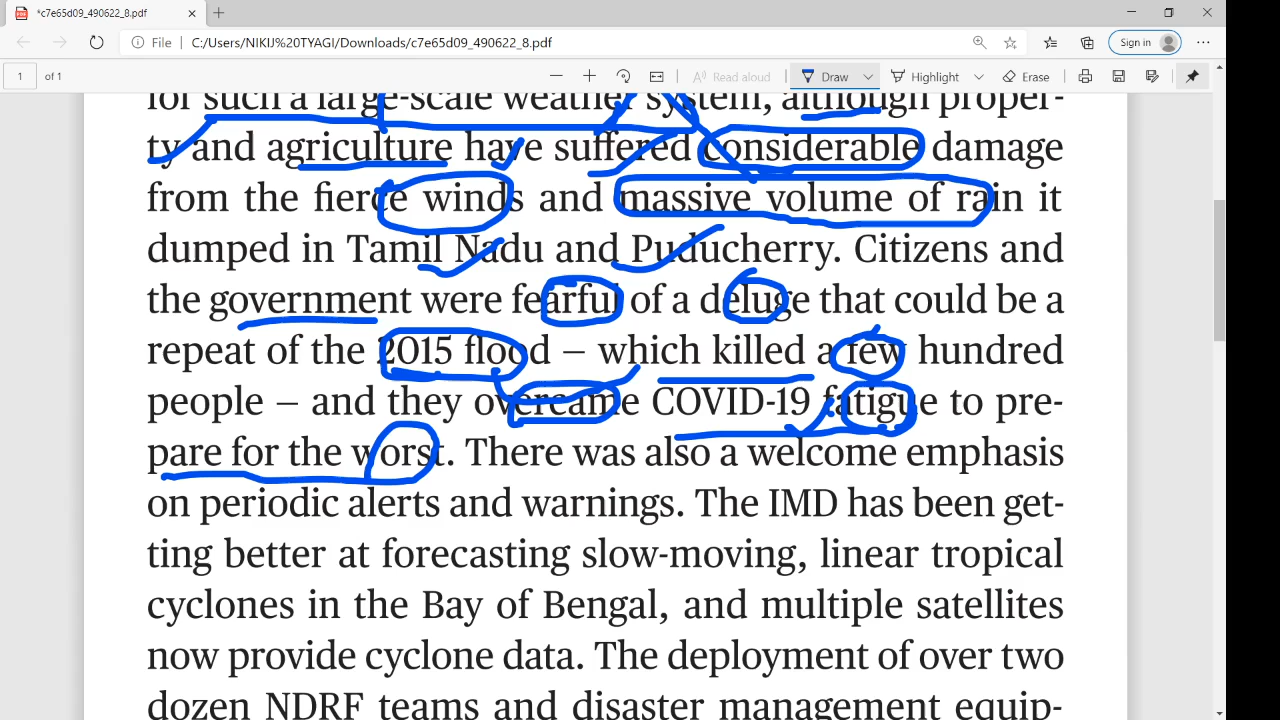 *c7e65d09_490622_8.pdf
File | C:/Users/NIKIJ%20TYAGI/Downloads/c7e65d09_490622_8.pdf Sign in
1 of 1 Read aloud Draw Highlight Erase
for such a large-scale weather system, although proper-
ty and agriculture have suffered considerable damage
from the fierce winds and massive volume of rain it
dumped in Tamil Nadu and Puducherry. Citizens and
the government were fearful of a deluge that could be a
repeat of the 2015 flood – which killed a few hundred
people – and they overcame COVID-19 fatigue to pre-
pare for the worst. There was also a welcome emphasis
on periodic alerts and warnings. The IMD has been get-
ting better at forecasting slow-moving, linear tropical
cyclones in the Bay of Bengal, and multiple satellites
now provide cyclone data. The deployment of over two
dozen NDRF teams and disaster management equip-